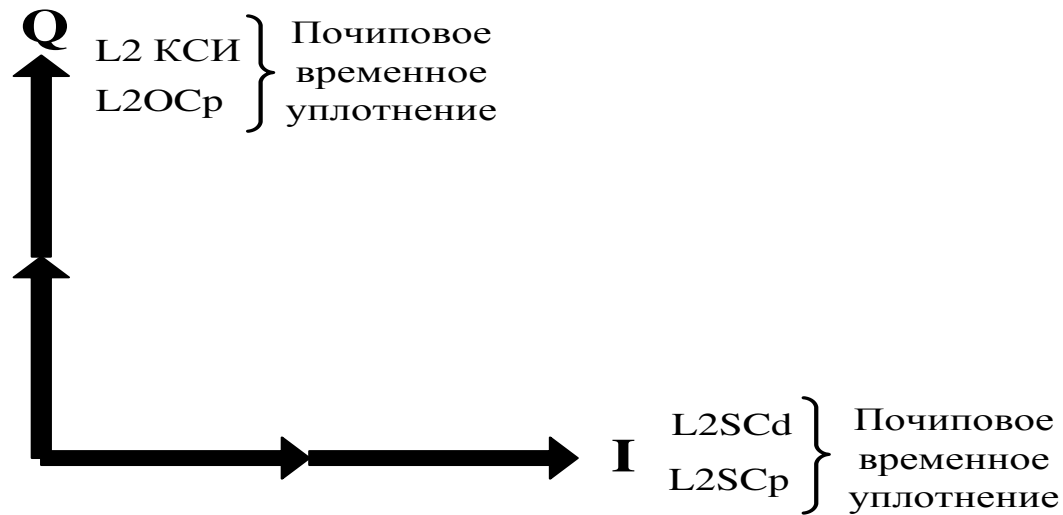 Q
L2 КСИ
L2OCp
Почиповое
временное
уплотнение
I
L2SCd
L2SCp
Почиповое
временное
уплотнение